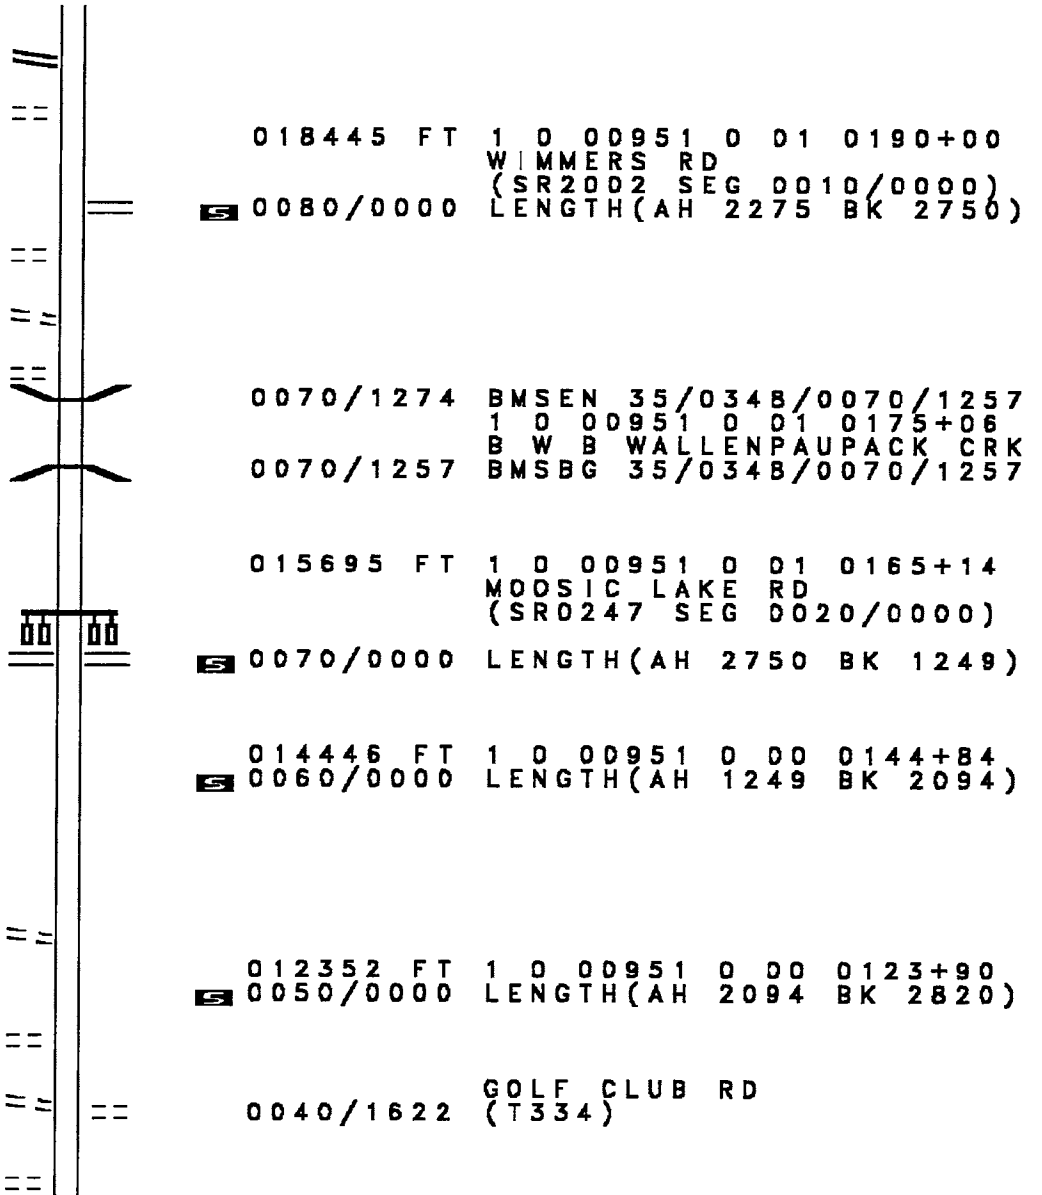 018445 FT 1 0 00951 0 01 0190+00
WIMMERS RD
(SR2002 SEG 0010/0000)
S 0080/0000 LENGTH(AH 2275 BK 2750)
0070/1274 BMSEN 35/0348/0070/1257
1 0 00951 0 01 0175+06
B W B WALLENPAUPACK CRK
0070/1257 BMSBG 35/0348/0070/1257
015695 FT 1 0 00951 0 01 0165+14
MOOSIC LAKE RD
(SR0247 SEG 0020/0000)
S 0070/0000 LENGTH(AH 2750 BK 1249)
014446 FT 1 0 00951 0 00 0144+84
S 0060/0000 LENGTH(AH 1249 BK 2094)
012352 FT 1 0 00951 0 00 0123+90
S 0050/0000 LENGTH(AH 2094 BK 2820)
GOLF CLUB RD
0040/1622 (T334)